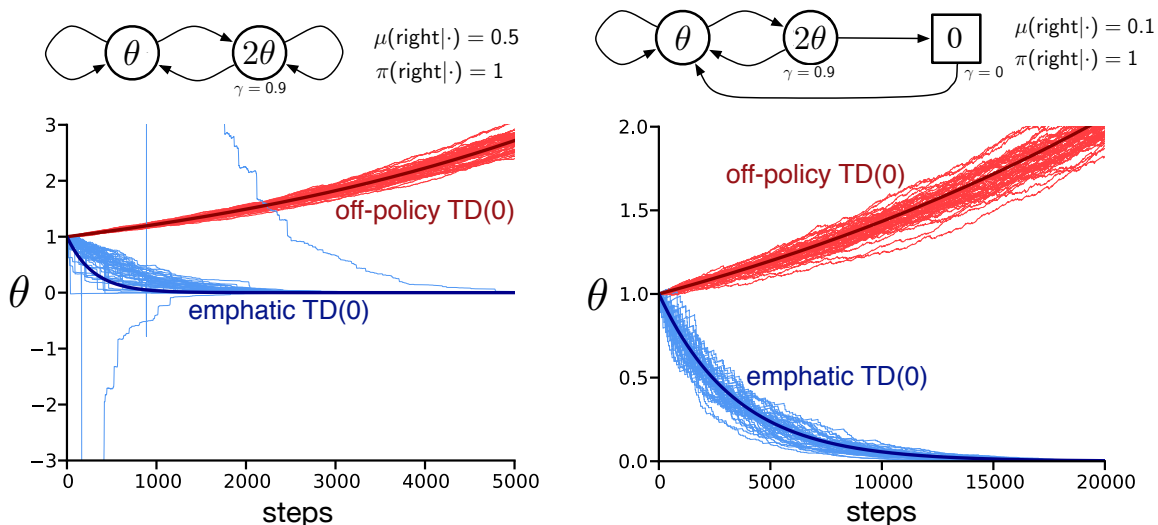 θ
2θ
γ = 0.9
μ(right|·) = 0.5
π(right|·) = 1
3
2
1
0
−1
−2
−3
θ
off-policy TD(0)
emphatic TD(0)
0
1000
2000
3000
4000
5000
steps
θ
2θ
γ = 0.9
0
γ = 0
μ(right|·) = 0.1
π(right|·) = 1
2.0
1.5
1.0
0.5
0.0
θ
off-policy TD(0)
emphatic TD(0)
0
5000
10000
15000
20000
steps